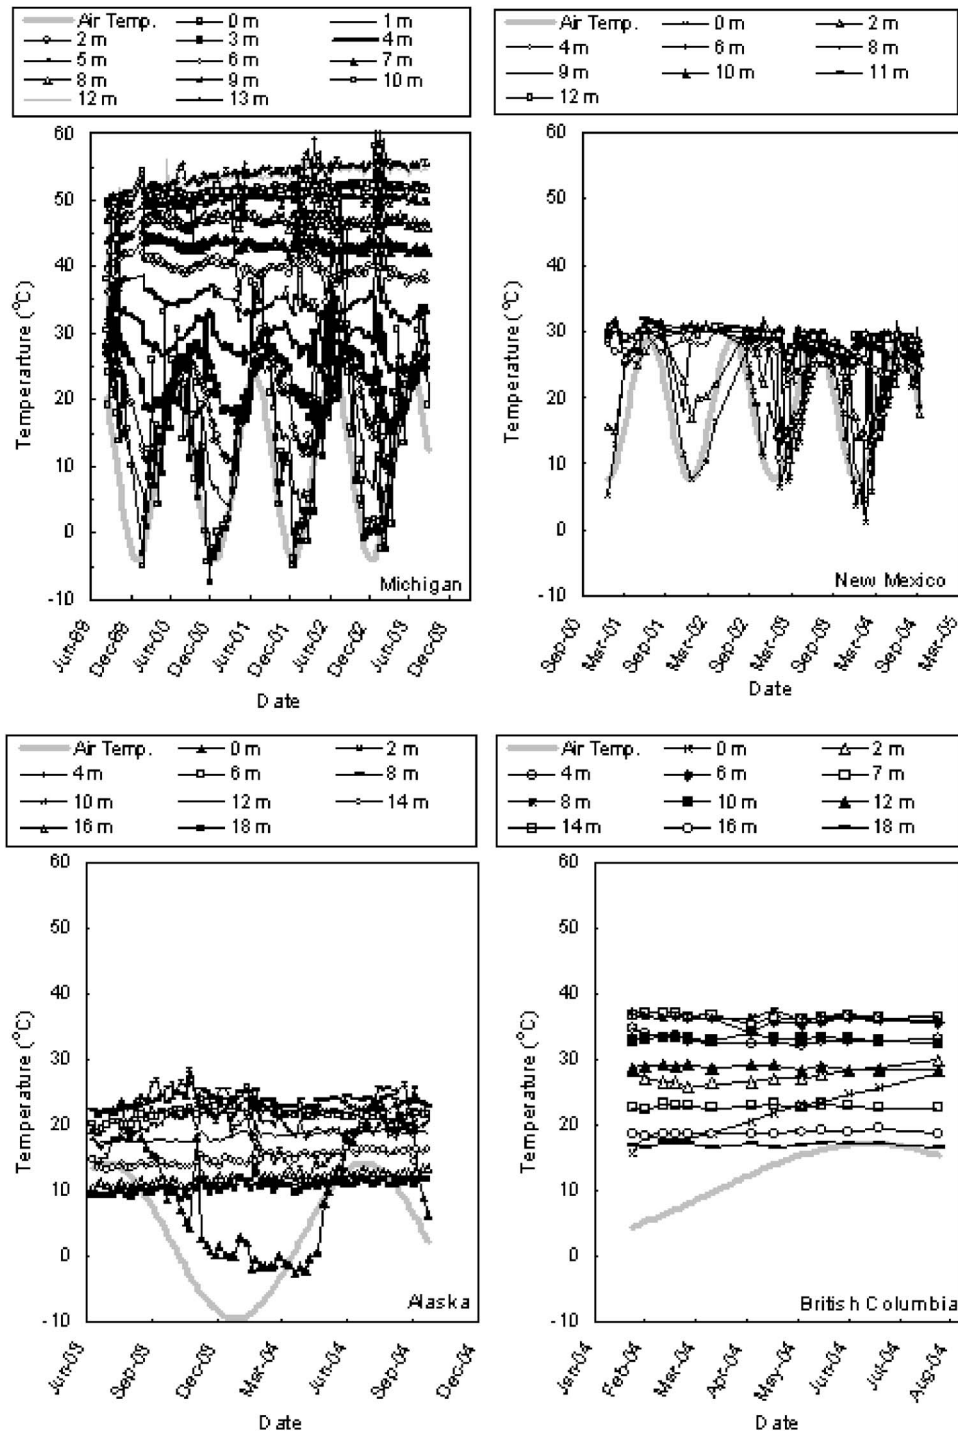 Air Temp. 0 m 1 m
2 m 3 m 4 m
5 m 6 m 7 m
8 m 9 m 10 m
12 m 13 m
Air Temp. 0 m 2 m
4 m 6 m 8 m
9 m 10 m 11 m
12 m
60
50
40
30
20
10
0
-10
Temperature (°C)
Michigan
Jun-99 Dec-99 Jun-00 Dec-00 Jun-01 Dec-01 Jun-02 Dec-02 Jun-03 Dec-03
Date
60
50
40
30
20
10
0
-10
Temperature (°C)
New Mexico
Sep-00 Mar-01 Sep-01 Mar-02 Sep-02 Mar-03 Sep-03 Mar-04 Sep-04 Mar-05
Date
Air Temp. 0 m 2 m
4 m 6 m 8 m
10 m 12 m 14 m
16 m 18 m
Air Temp. 0 m 2 m
4 m 6 m 7 m
8 m 10 m 12 m
14 m 16 m 18 m
60
50
40
30
20
10
0
-10
Temperature (°C)
Alaska
Jun-03 Sep-03 Dec-03 Mar-04 Jun-04 Sep-04 Dec-04
Date
60
50
40
30
20
10
0
-10
Temperature (°C)
British Columbia
Jan-04 Feb-04 Mar-04 Apr-04 May-04 Jun-04 Jul-04 Aug-04
Date